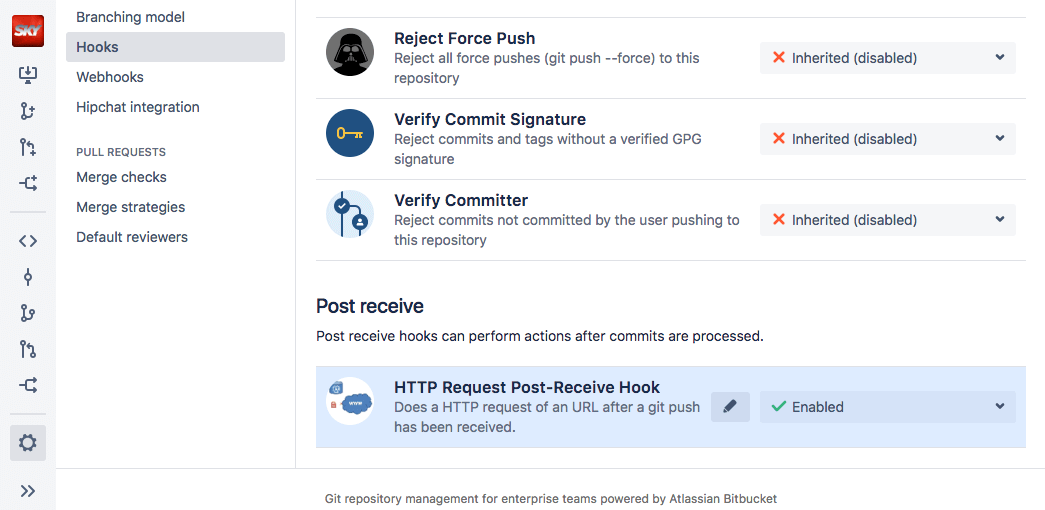 SKY
Branching model
Hooks
Webhooks
Hipchat integration
PULL REQUESTS
Merge checks
Merge strategies
Default reviewers
Reject Force Push
Reject all force pushes (git push --force) to this
repository
Inherited (disabled)
Verify Commit Signature
Reject commits and tags without a verified GPG
signature
Inherited (disabled)
Verify Committer
Reject commits not committed by the user pushing to
this repository
Inherited (disabled)
Post receive
Post receive hooks can perform actions after commits are processed.
www
HTTP Request Post-Receive Hook
Does a HTTP request of an URL after a git push
has been received.
Enabled
Git repository management for enterprise teams powered by Atlassian Bitbucket